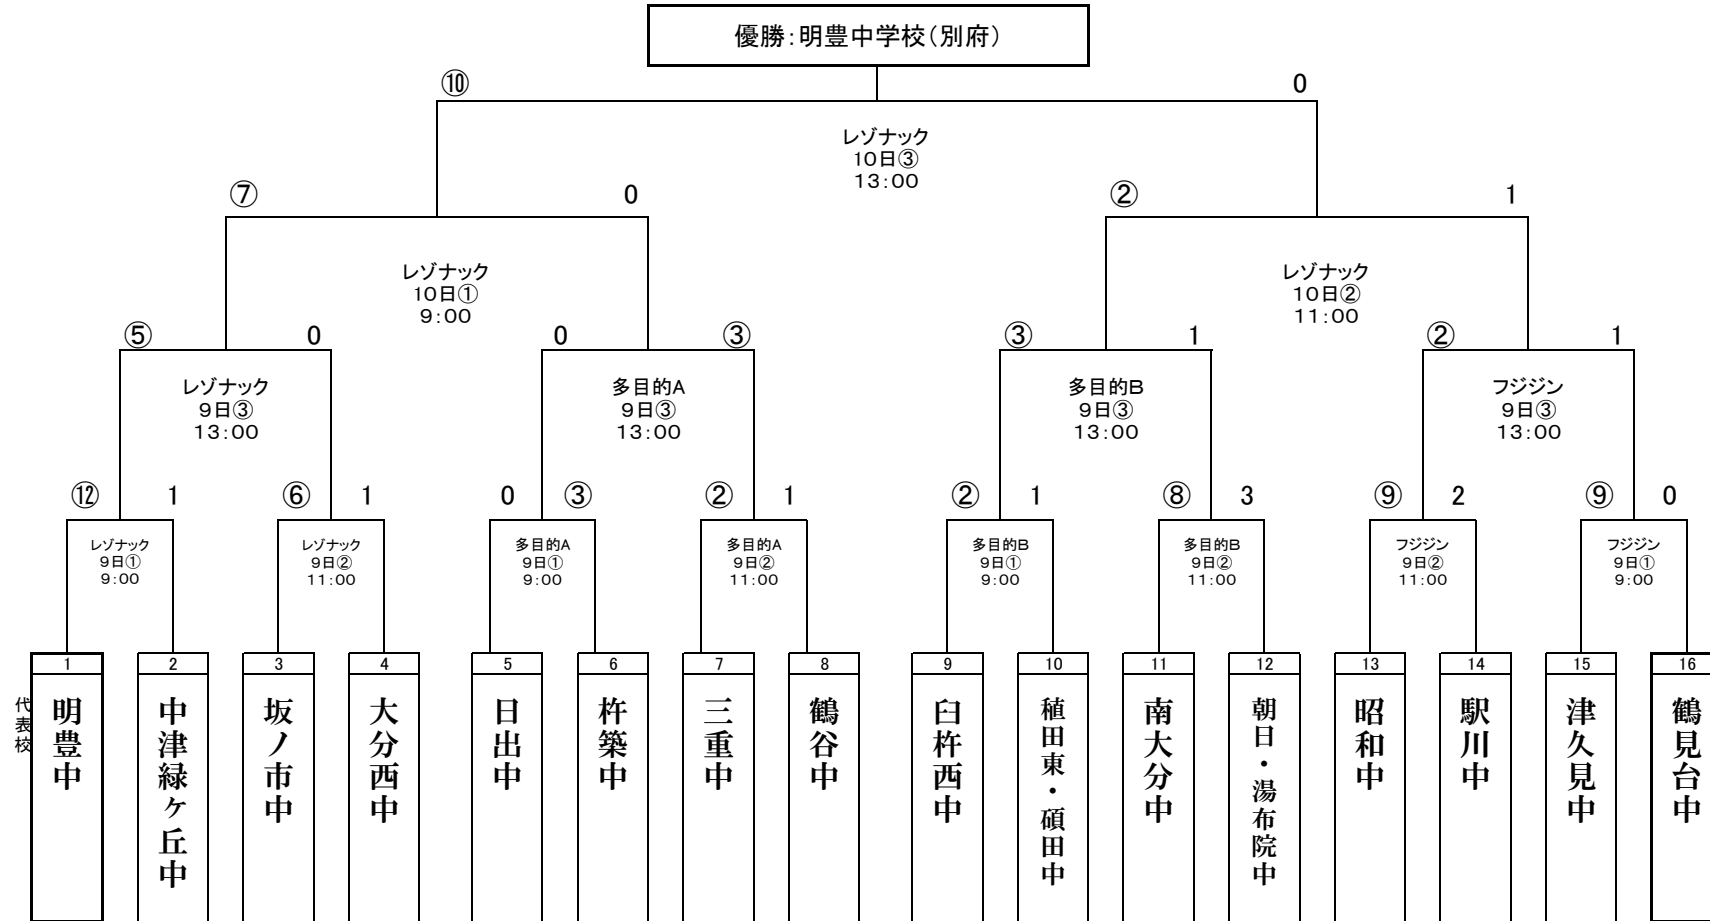 優勝：明豊中学校（別府）
⑩ 0
レゾナック
10日③
13：00
⑦ 0 ② 1
レゾナック
10日①
9：00
レゾナック
10日②
11：00
⑤ 0 0 ③ ③ 1 ② 1
レゾナック
9日③
13：00
多目的A
9日③
13：00
多目的B
9日③
13：00
フジジン
9日③
13：00
⑫ 1 ⑥ 1 0 ③ ② 1 ② 1 ⑧ 3 ⑨ 2 ⑨ 0
レゾナック
9日①
9：00
レゾナック
9日②
11：00
多目的A
9日①
9：00
多目的A
9日②
11：00
多目的B
9日①
9：00
多目的B
9日②
11：00
フジジン
9日②
11：00
フジジン
9日①
9：00
1 2 3 4 5 6 7 8 9 10 11 12 13 14 15 16
代表校
明豊中
中津緑ヶ丘中
坂ノ市中
大分西中
日出中
杵築中
三重中
鶴谷中
臼杵西中
稙田東・碩田中
南大分中
朝日・湯布院中
昭和中
駅川中
津久見中
鶴見台中